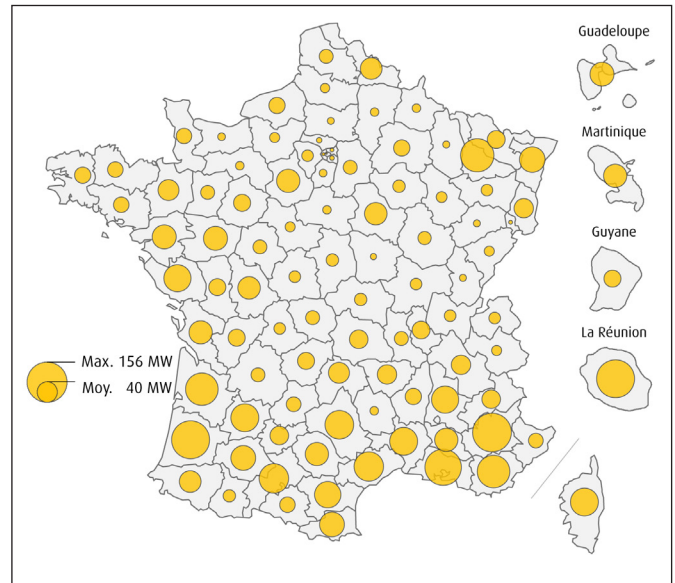 Guadeloupe
Martinique
Guyane
La Réunion
Max. 156 MW
Moy. 40 MW